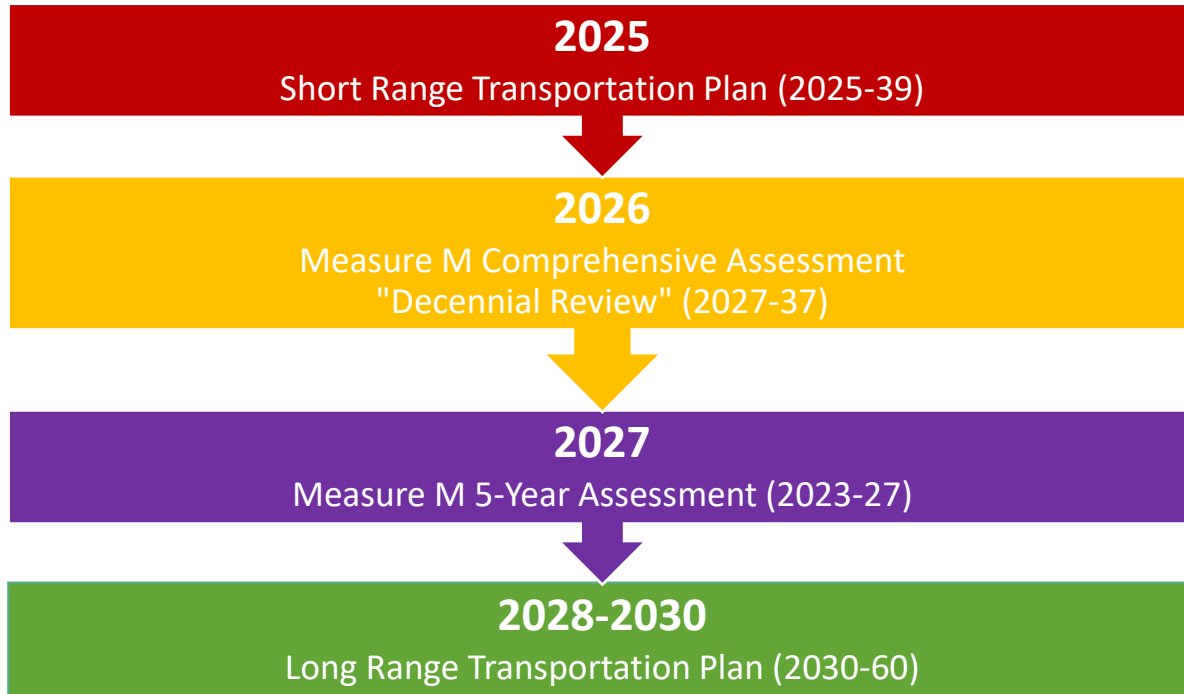 2025
Short Range Transportation Plan (2025-39)
2026
Measure M Comprehensive Assessment
"Decennial Review" (2027-37)
2027
Measure M 5-Year Assessment (2023-27)
2028-2030
Long Range Transportation Plan (2030-60)